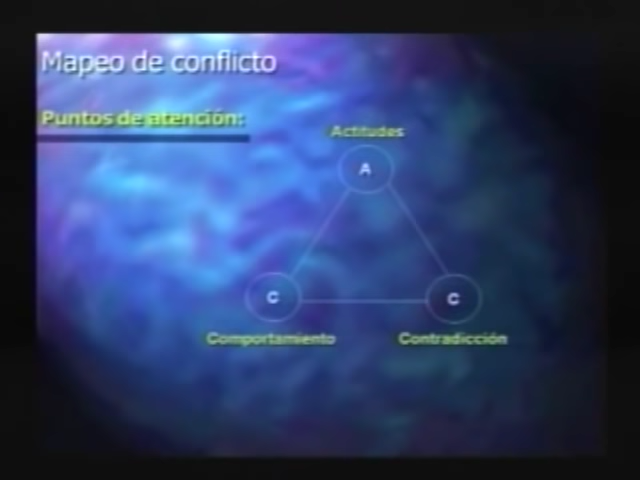 Mapeo de conflicto
Puntos de atención:
Actitudes
A
C
C
Comportamiento
Contradicción